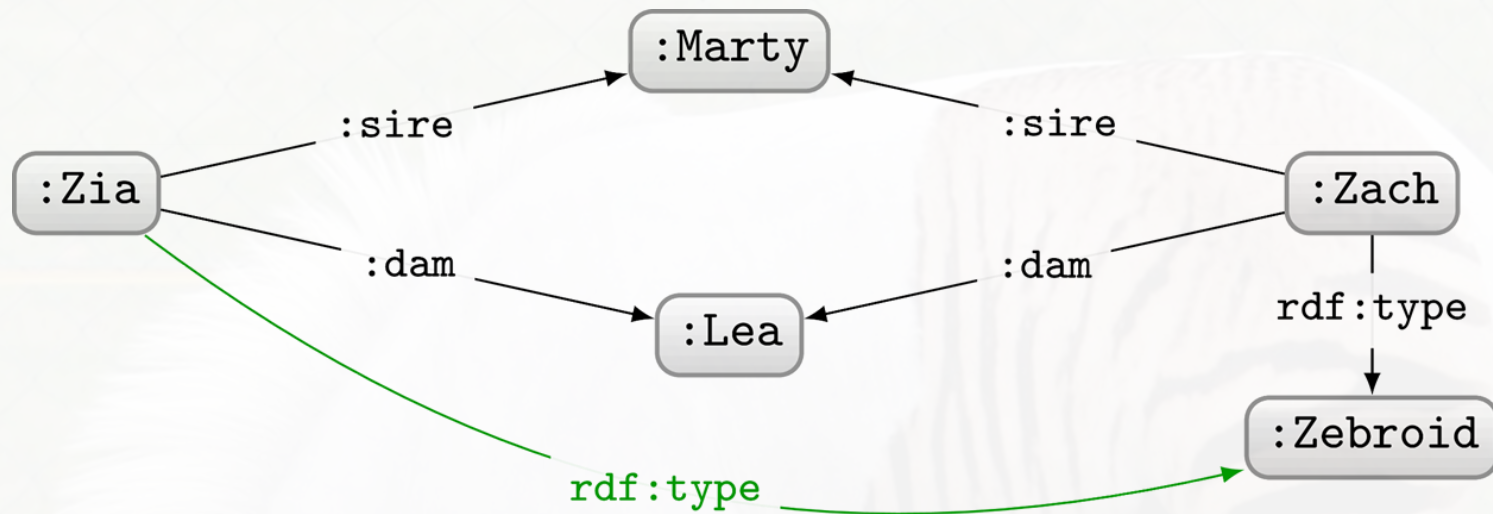 :Marty
:sire
:sire
:Zia
:Zach
:dam
:dam
rdf:type
:Lea
:Zebroid
rdf:type